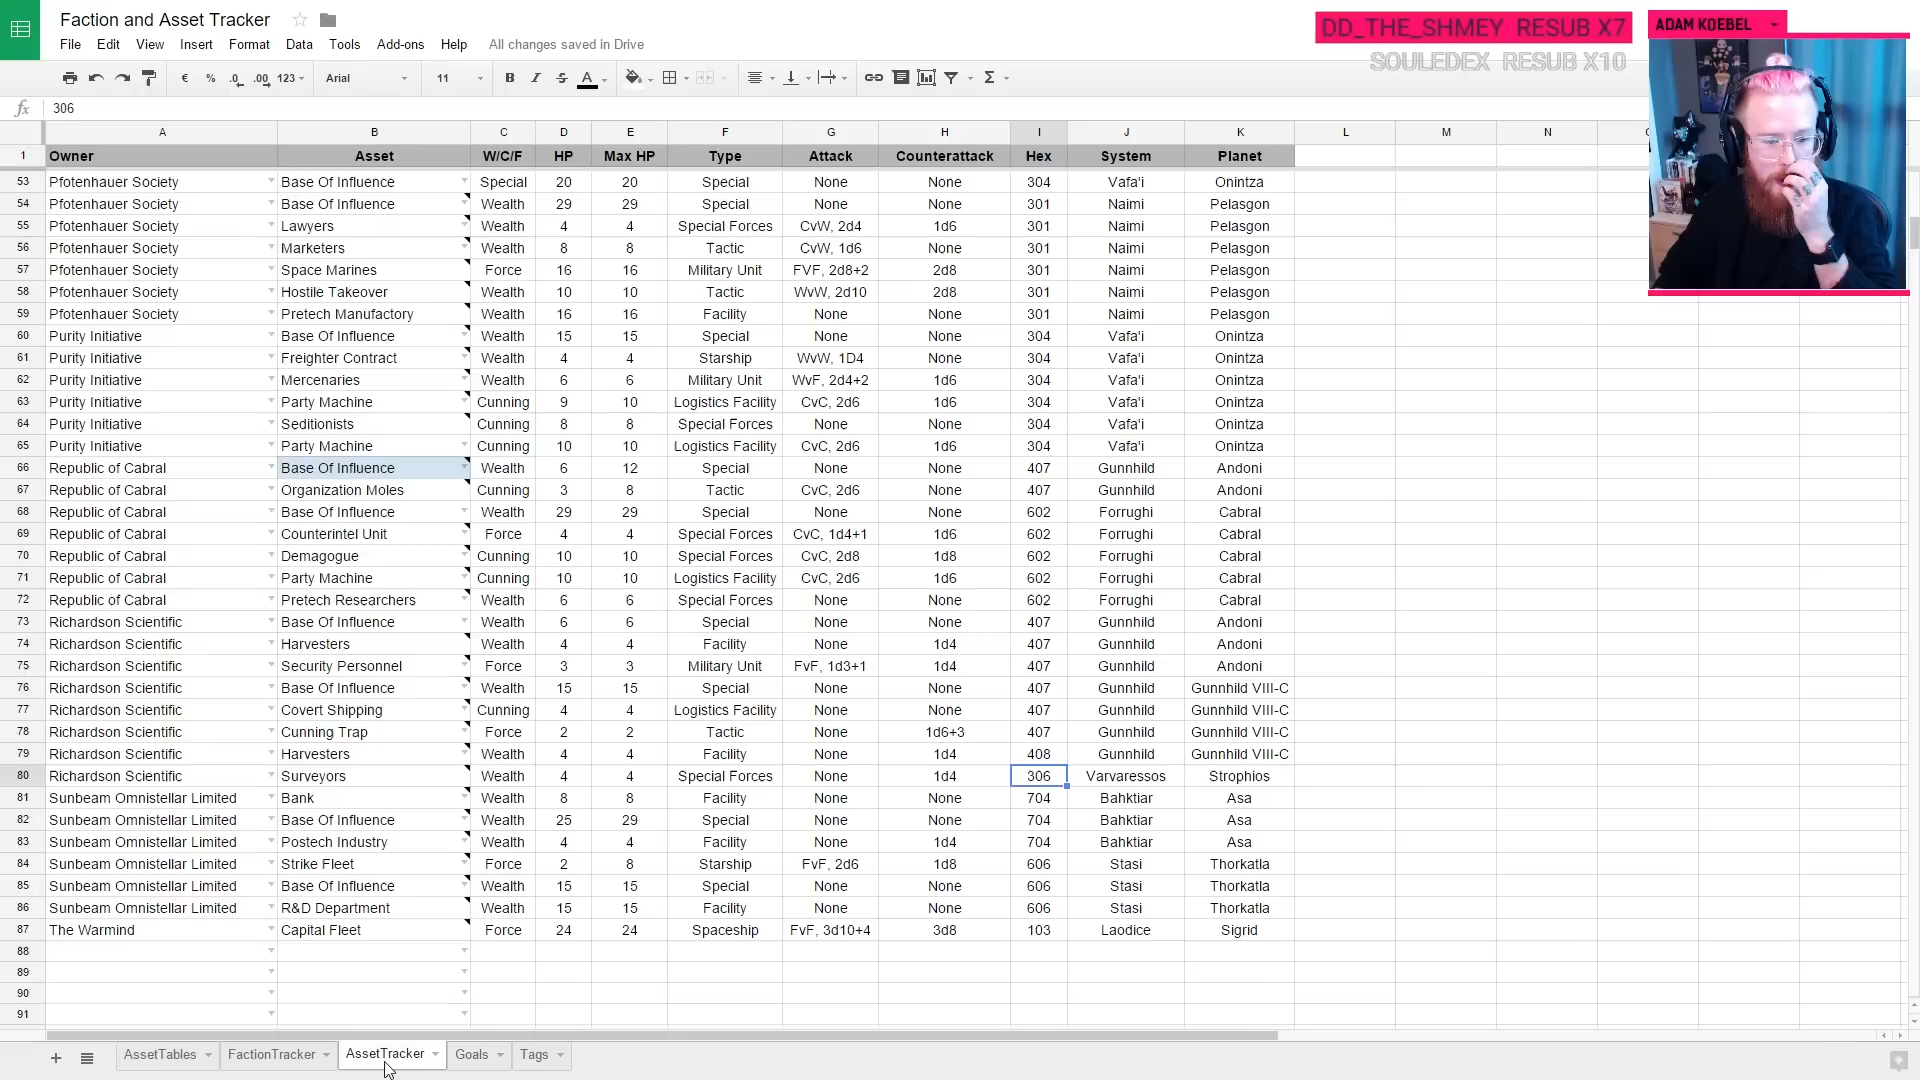 Faction and Asset Tracker
File Edit View Insert Format Data Tools Add-ons Help All changes saved in Drive
DD_THE_SHMEY RESUB X7
SOULEDEX RESUB X10
ADAM KOEBEL
€ % .0 .00 123 Arial 11 B I S A Σ
fx 306
A B C D E F G H I J K L M N
1 Owner Asset W/C/F HP Max HP Type Attack Counterattack Hex System Planet
53 Pfotenhauer Society Base Of Influence Special 20 20 Special None None 304 Vafa'i Onintza
54 Pfotenhauer Society Base Of Influence Wealth 29 29 Special None None 301 Naimi Pelasgon
55 Pfotenhauer Society Lawyers Wealth 4 4 Special Forces CvW, 2d4 1d6 301 Naimi Pelasgon
56 Pfotenhauer Society Marketers Wealth 8 8 Tactic CvW, 1d6 None 301 Naimi Pelasgon
57 Pfotenhauer Society Space Marines Force 16 16 Military Unit FVF, 2d8+2 2d8 301 Naimi Pelasgon
58 Pfotenhauer Society Hostile Takeover Wealth 10 10 Tactic WvW, 2d10 2d8 301 Naimi Pelasgon
59 Pfotenhauer Society Pretech Manufactory Wealth 16 16 Facility None None 301 Naimi Pelasgon
60 Purity Initiative Base Of Influence Wealth 15 15 Special None None 304 Vafa'i Onintza
61 Purity Initiative Freighter Contract Wealth 4 4 Starship WvW, 1D4 None 304 Vafa'i Onintza
62 Purity Initiative Mercenaries Wealth 6 6 Military Unit WvF, 2d4+2 1d6 304 Vafa'i Onintza
63 Purity Initiative Party Machine Cunning 9 10 Logistics Facility CvC, 2d6 1d6 304 Vafa'i Onintza
64 Purity Initiative Seditionists Cunning 8 8 Special Forces None None 304 Vafa'i Onintza
65 Purity Initiative Party Machine Cunning 10 10 Logistics Facility CvC, 2d6 1d6 304 Vafa'i Onintza
66 Republic of Cabral Base Of Influence Wealth 6 12 Special None None 407 Gunnhild Andoni
67 Republic of Cabral Organization Moles Cunning 3 8 Tactic CvC, 2d6 None 407 Gunnhild Andoni
68 Republic of Cabral Base Of Influence Wealth 29 29 Special None None 602 Forrughi Cabral
69 Republic of Cabral Counterintel Unit Force 4 4 Special Forces CvC, 1d4+1 1d6 602 Forrughi Cabral
70 Republic of Cabral Demagogue Cunning 10 10 Special Forces CvC, 2d8 1d8 602 Forrughi Cabral
71 Republic of Cabral Party Machine Cunning 10 10 Logistics Facility CvC, 2d6 1d6 602 Forrughi Cabral
72 Republic of Cabral Pretech Researchers Wealth 6 6 Special Forces None None 602 Forrughi Cabral
73 Richardson Scientific Base Of Influence Wealth 6 6 Special None None 407 Gunnhild Andoni
74 Richardson Scientific Harvesters Wealth 4 4 Facility None 1d4 407 Gunnhild Andoni
75 Richardson Scientific Security Personnel Force 3 3 Military Unit FvF, 1d3+1 1d4 407 Gunnhild Andoni
76 Richardson Scientific Base Of Influence Wealth 15 15 Special None None 407 Gunnhild Gunnhild VIII-C
77 Richardson Scientific Covert Shipping Cunning 4 4 Logistics Facility None None 407 Gunnhild Gunnhild VIII-C
78 Richardson Scientific Cunning Trap Force 2 2 Tactic None 1d6+3 407 Gunnhild Gunnhild VIII-C
79 Richardson Scientific Harvesters Wealth 4 4 Facility None 1d4 408 Gunnhild Gunnhild VIII-C
80 Richardson Scientific Surveyors Wealth 4 4 Special Forces None 1d4 306 Varvaressos Strophios
81 Sunbeam Omnistellar Limited Bank Wealth 8 8 Facility None None 704 Bahktiar Asa
82 Sunbeam Omnistellar Limited Base Of Influence Wealth 25 29 Special None None 704 Bahktiar Asa
83 Sunbeam Omnistellar Limited Postech Industry Wealth 4 4 Facility None 1d4 704 Bahktiar Asa
84 Sunbeam Omnistellar Limited Strike Fleet Force 2 8 Starship FvF, 2d6 1d8 606 Stasi Thorkatla
85 Sunbeam Omnistellar Limited Base Of Influence Wealth 15 15 Special None None 606 Stasi Thorkatla
86 Sunbeam Omnistellar Limited R&D Department Wealth 15 15 Facility None None 606 Stasi Thorkatla
87 The Warmind Capital Fleet Force 24 24 Spaceship FvF, 3d10+4 3d8 103 Laodice Sigrid
88
89
90
91
AssetTables FactionTracker AssetTracker Goals Tags